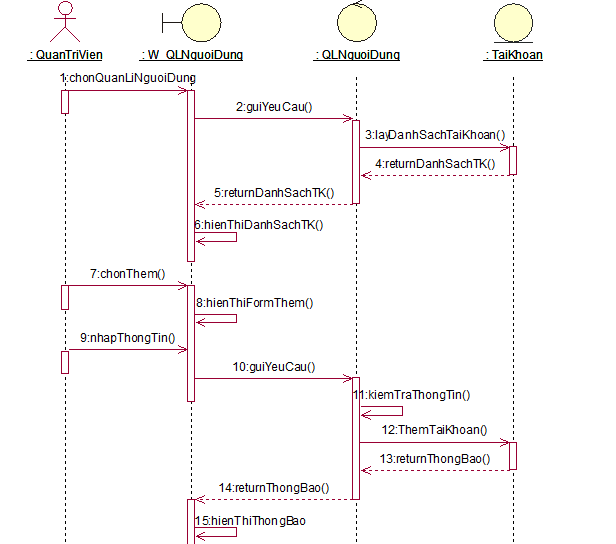 : QuanTriVien
: W_QLNguoiDung
: QLNguoiDung
: TaiKhoan
1:chonQuanLiNguoiDung
2:guiYeuCau()
3:layDanhSachTaiKhoan()
4:returnDanhSachTK()
5:returnDanhSachTK()
6:hienThiDanhSachTK()
7:chonThem()
8:hienThiFormThem()
9:nhapThongTin()
10:guiYeuCau()
11:kiemTraThongTin()
12:ThemTaiKhoan()
13:returnThongBao()
14:returnThongBao()
15:hienThiThongBao